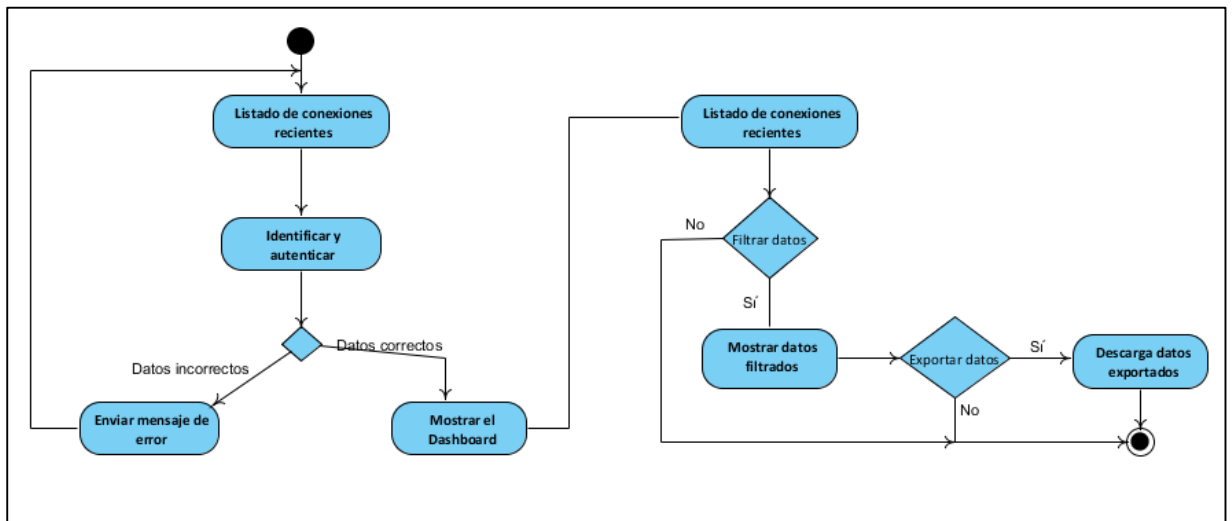 Listado de conexiones
recientes
Identificar y
autenticar
Datos correctos
Datos incorrectos
Enviar mensaje de
error
Mostrar el
Dashboard
Listado de conexiones
recientes
No
Filtrar datos
Sí
Mostrar datos
filtrados
Exportar datos
Sí
Descarga datos
exportados
No